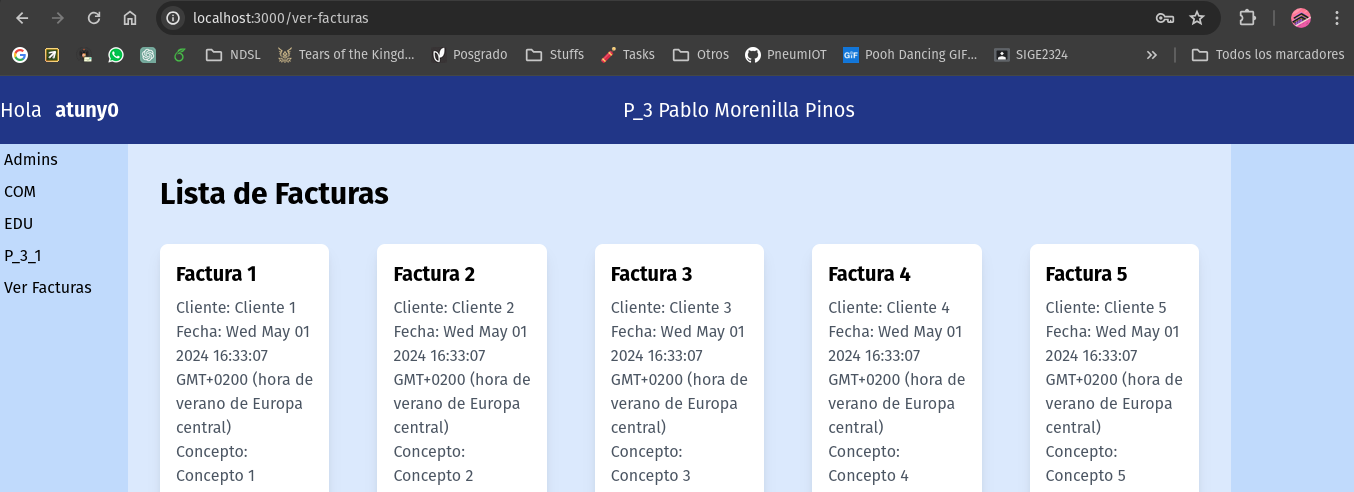 localhost:3000/ver-facturas
NDSL Tears of the Kingd... Posgrado Stuffs Tasks Otros PneumIOT GIF Pooh Dancing GIF... SIGE2324 » Todos los marcadores
Hola atuny0 P_3 Pablo Morenilla Pinos
Admins
COM
EDU
P_3_1
Ver Facturas
Lista de Facturas
Factura 1
Cliente: Cliente 1
Fecha: Wed May 01
2024 16:33:07
GMT+0200 (hora de
verano de Europa
central)
Concepto:
Concepto 1
Factura 2
Cliente: Cliente 2
Fecha: Wed May 01
2024 16:33:07
GMT+0200 (hora de
verano de Europa
central)
Concepto:
Concepto 2
Factura 3
Cliente: Cliente 3
Fecha: Wed May 01
2024 16:33:07
GMT+0200 (hora de
verano de Europa
central)
Concepto:
Concepto 3
Factura 4
Cliente: Cliente 4
Fecha: Wed May 01
2024 16:33:07
GMT+0200 (hora de
verano de Europa
central)
Concepto:
Concepto 4
Factura 5
Cliente: Cliente 5
Fecha: Wed May 01
2024 16:33:07
GMT+0200 (hora de
verano de Europa
central)
Concepto:
Concepto 5